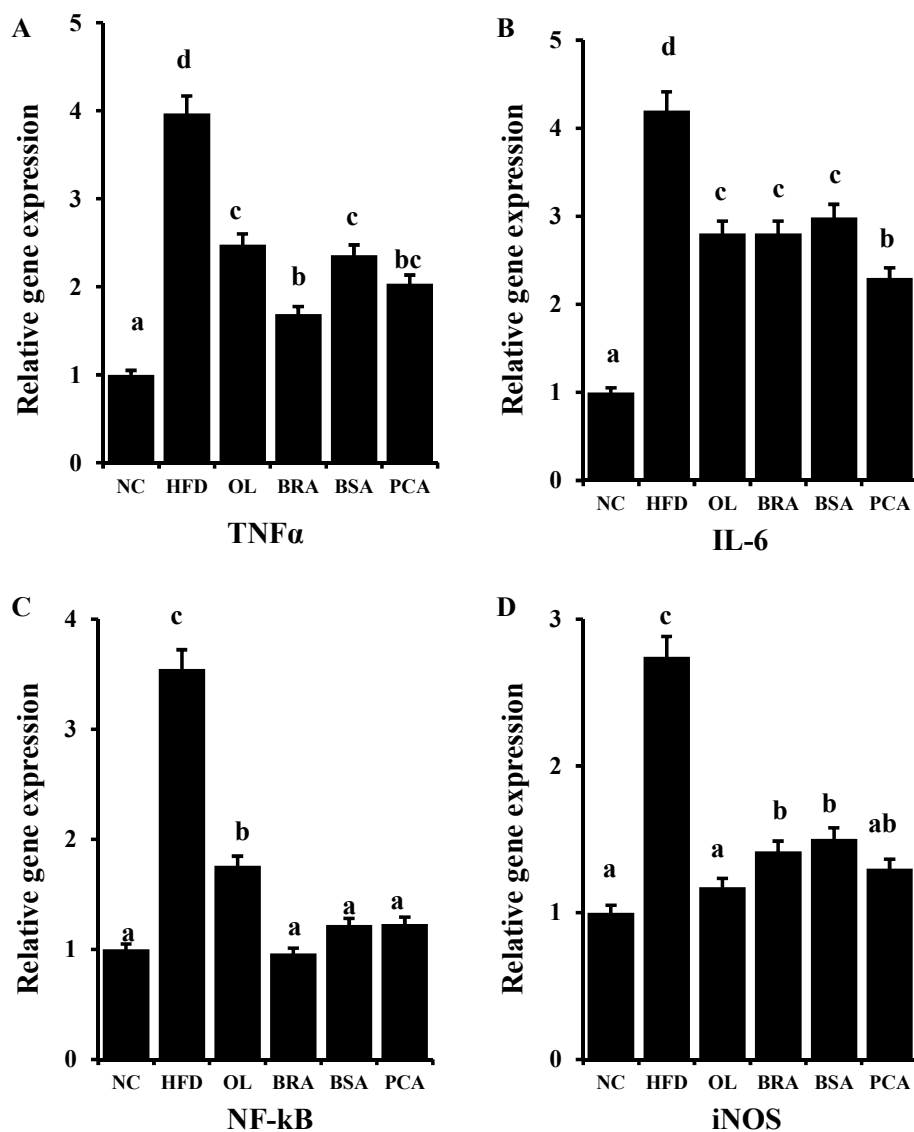 A
Relative gene expression
5
4
3
2
1
0
a
d
c
b
c
bc
NC HFD OL BRA BSA PCA
TNFα
B
Relative gene expression
5
4
3
2
1
0
a
d
c
c
c
b
NC HFD OL BRA BSA PCA
IL-6
C
Relative gene expression
4
3
2
1
0
a
c
b
a
a
a
NC HFD OL BRA BSA PCA
NF-kB
D
Relative gene expression
3
2
1
0
a
c
a
b
b
ab
NC HFD OL BRA BSA PCA
iNOS